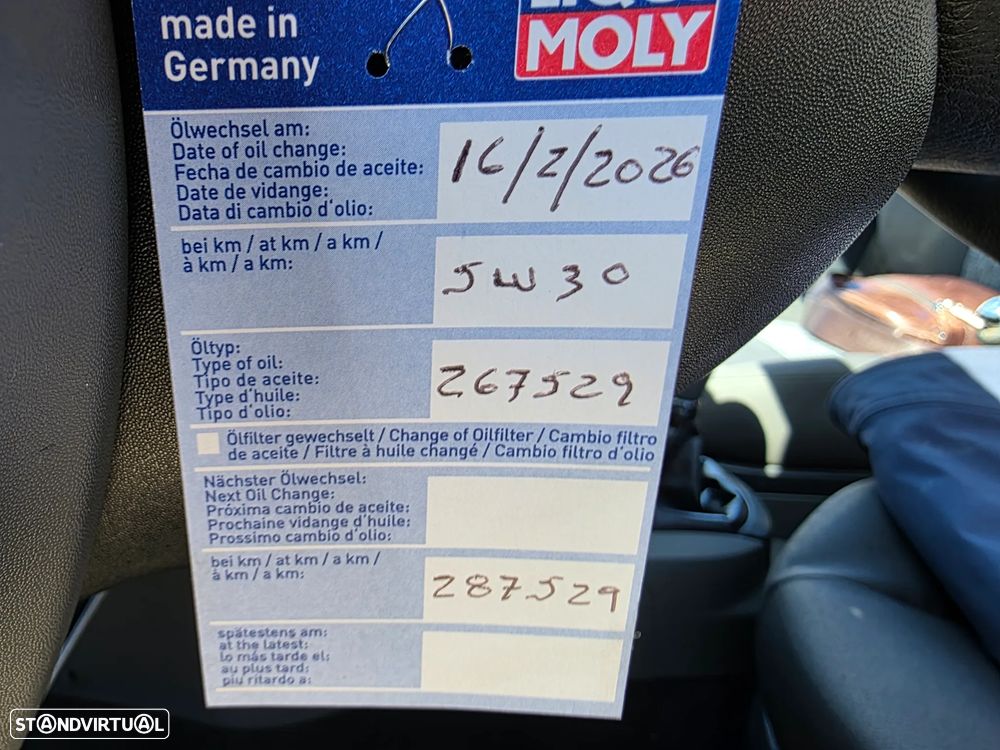 made in
Germany
LIQUI
MOLY
Ölwechsel am:
Date of oil change:
Fecha de cambio de aceite:
Date de vidange:
Data di cambio d'olio:
16/2/2026
bei km / at km / a km /
à km / a km:
5W30
Öltyp:
Type of oil:
Tipo de aceite:
Type d'huile:
Tipo d'olio:
267529
Ölfilter gewechselt / Change of Oilfilter / Cambio filtro
de aceite / Filtre à huile changé / Cambio filtro d'olio
Nächster Ölwechsel:
Next Oil Change:
Próxima cambio de aceite:
Prochaine vidange d'huile:
Prossimo cambio d'olio:
bei km / at km / a km /
à km / a km:
287529
spätestens am:
at the latest:
lo más tarde el:
au plus tard:
piu ritardo a:
STANDVIRTUAL